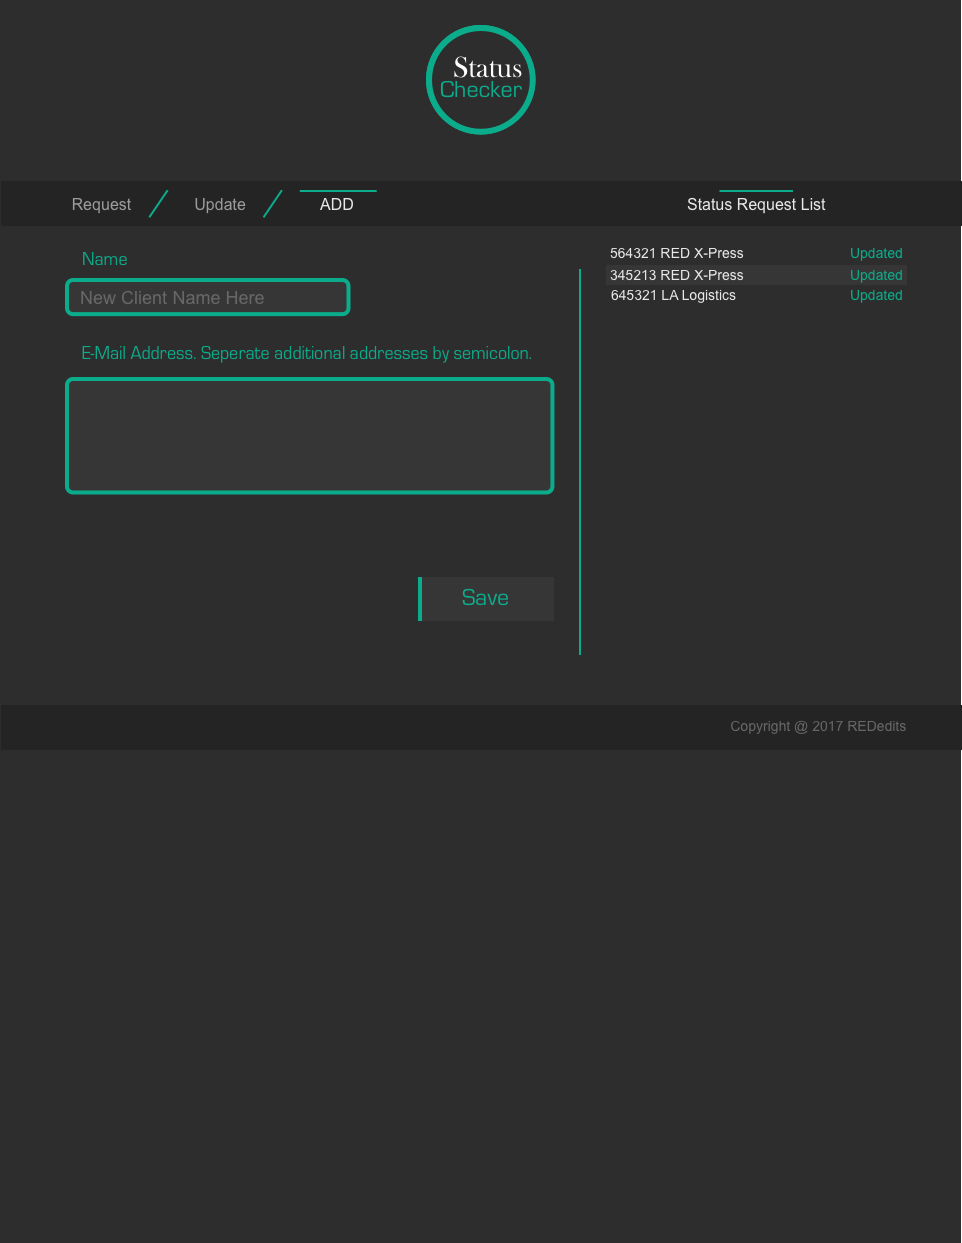 Status
Checker
Request
Update
ADD
Status Request List
Name
New Client Name Here
E-Mail Address. Seperate additional addresses by semicolon.
Save
564321 RED X-Press Updated
345213 RED X-Press Updated
645321 LA Logistics Updated
Copyright @ 2017 REDedits